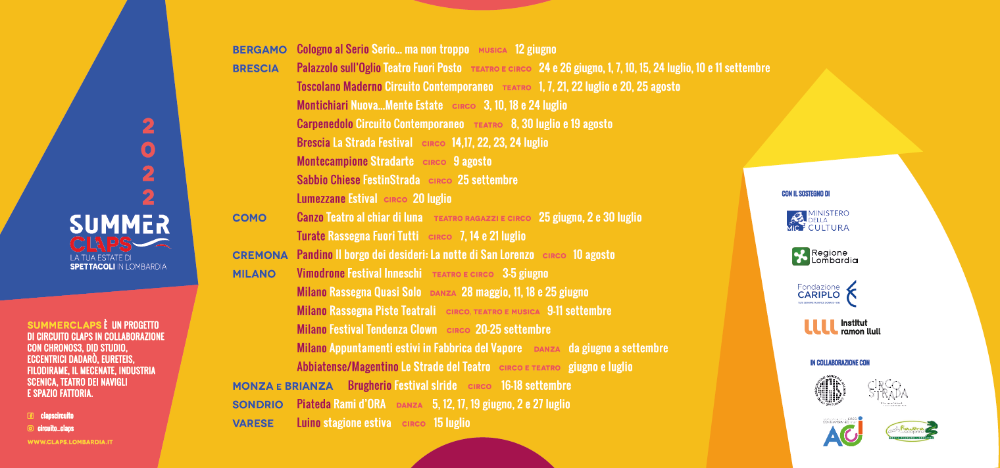 2
0
2
2
SUMMER
CLAPS
LA TUA ESTATE DI
SPETTACOLI IN LOMBARDIA
SUMMERCLAPS È UN PROGETTO
DI CIRCUITO CLAPS IN COLLABORAZIONE
CON CHRONOS3, DID STUDIO,
ECCENTRICI DADARÒ, EURETEIS,
FILODIRAME, IL MECENATE, INDUSTRIA
SCENICA, TEATRO DEI NAVIGLI
E SPAZIO FATTORIA.
clapscircuito
circuito_claps
WWW.CLAPS.LOMBARDIA.IT
BERGAMO Cologno al Serio Serio... ma non troppo MUSICA 12 giugno
BRESCIA Palazzolo sull'Oglio Teatro Fuori Posto TEATRO E CIRCO 24 e 26 giugno, 1, 7, 10, 15, 24 luglio, 10 e 11 settembre
Toscolano Maderno Circuito Contemporaneo TEATRO 1, 7, 21, 22 luglio e 20, 25 agosto
Montichiari Nuova...Mente Estate CIRCO 3, 10, 18 e 24 luglio
Carpenedolo Circuito Contemporaneo TEATRO 8, 30 luglio e 19 agosto
Brescia La Strada Festival CIRCO 14,17, 22, 23, 24 luglio
Montecampione Stradarte CIRCO 9 agosto
Sabbio Chiese FestinStrada CIRCO 25 settembre
Lumezzane Estival CIRCO 20 luglio
COMO Canzo Teatro al chiar di luna TEATRO RAGAZZI E CIRCO 25 giugno, 2 e 30 luglio
Turate Rassegna Fuori Tutti CIRCO 7, 14 e 21 luglio
CREMONA Pandino Il borgo dei desideri: La notte di San Lorenzo CIRCO 10 agosto
MILANO Vimodrone Festival Inneschi TEATRO E CIRCO 3-5 giugno
Milano Rassegna Quasi Solo DANZA 28 maggio, 11, 18 e 25 giugno
Milano Rassegna Piste Teatrali CIRCO, TEATRO E MUSICA 9-11 settembre
Milano Festival Tendenza Clown CIRCO 20-25 settembre
Milano Appuntamenti estivi in Fabbrica del Vapore DANZA da giugno a settembre
Abbiatense/Magentino Le Strade del Teatro CIRCO E TEATRO giugno e luglio
MONZA E BRIANZA Brugherio Festival sIride CIRCO 16-18 settembre
SONDRIO Piateda Rami d'ORA DANZA 5, 12, 17, 19 giugno, 2 e 27 luglio
VARESE Luino stagione estiva CIRCO 15 luglio
CON IL SOSTEGNO DI
MiC
MINISTERO
DELLA
CULTURA
Regione
Lombardia
Fondazione
CARIPLO
institut
ramon llull
IN COLLABORAZIONE CON
AGIS
CIRCO
STRADA
ACCI